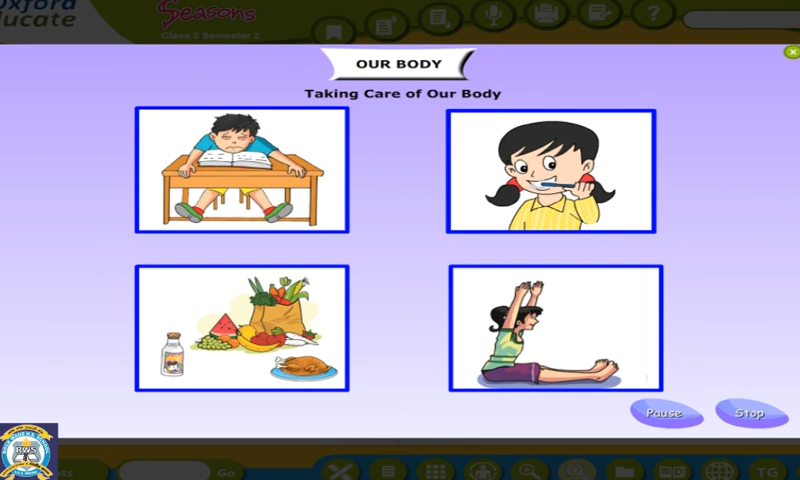 Oxford
ducate
Seasons
Class 2 Semester 2
?
OUR BODY
Taking Care of Our Body
Pause
Stop
RWS
nts
Go
TG